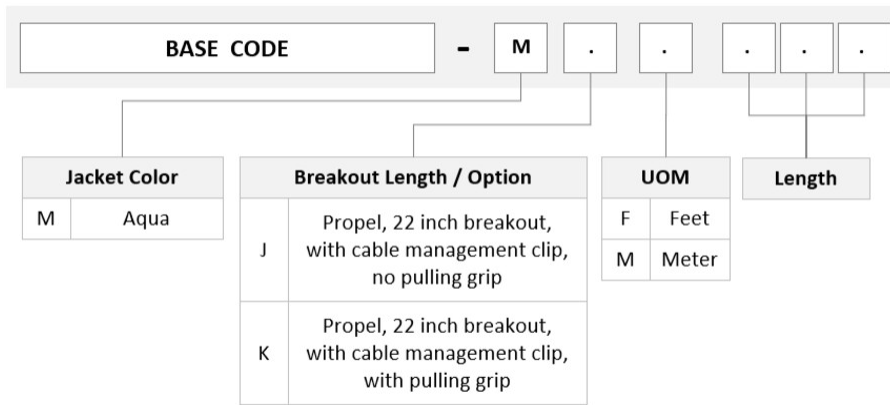 BASE CODE - M . . . . .
Jacket Color
M Aqua
Breakout Length / Option
J Propel, 22 inch breakout,
with cable management clip,
no pulling grip
K Propel, 22 inch breakout,
with cable management clip,
with pulling grip
UOM
F Feet
M Meter
Length